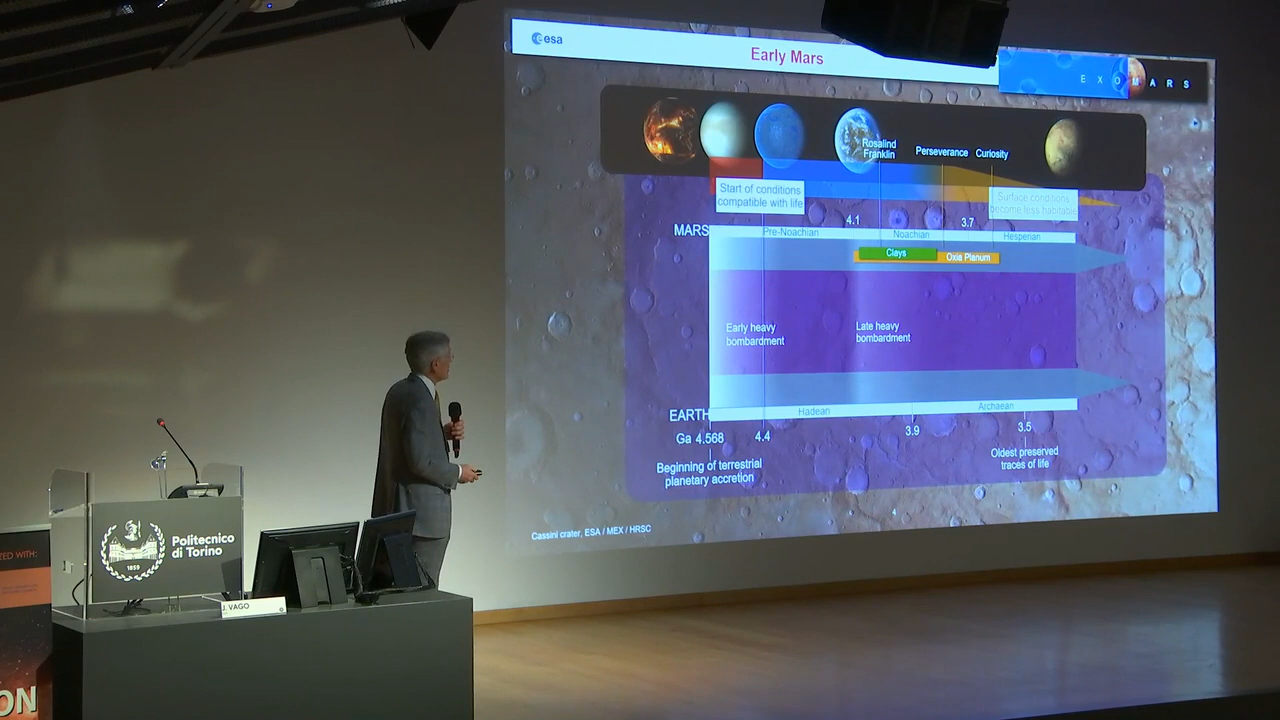 esa
Early Mars
EXOMARS
Rosalind
Franklin
Perseverance
Curiosity
Start of conditions
compatible with life
Surface conditions
become less habitable
4.1
3.7
MARS
Pre-Noachian
Noachian
Hesperian
Clays
Oxia Planum
Early heavy
bombardment
Late heavy
bombardment
EARTH
Hadean
Archaean
Ga 4.568
4.4
3.9
3.5
Beginning of terrestrial
planetary accretion
Oldest preserved
traces of life
Cassini crater, ESA / MEX / HRSC
Politecnico
di Torino
1859
J. VAGO
ZED WITH:
ON